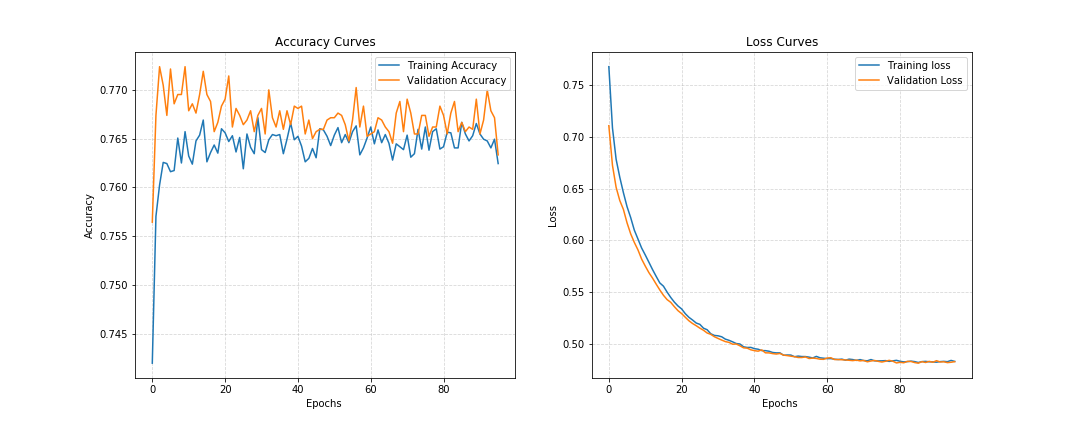 Accuracy Curves
Training Accuracy
Validation Accuracy
0.770
0.765
0.760
0.755
0.750
0.745
Accuracy
0 20 40 60 80
Epochs
Loss Curves
Training loss
Validation Loss
0.75
0.70
0.65
0.60
0.55
0.50
Loss
0 20 40 60 80
Epochs